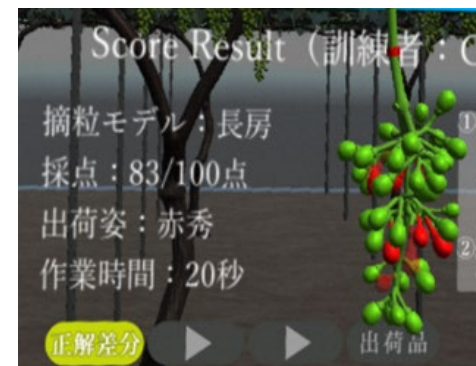 Score Result（訓練者：
摘粒モデル：長房
採点：83/100点
出荷姿：赤秀
作業時間：20秒
①
②
正解差分
出荷品